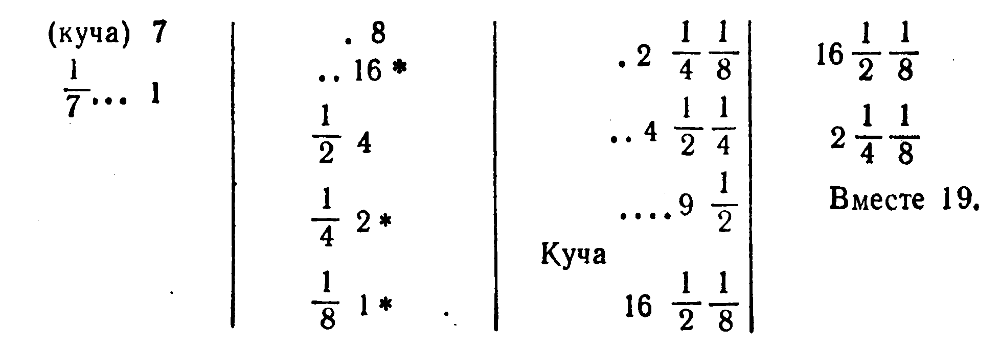 (куча) 7
1/7 ... 1
. 8
.. 16 *
1/2 4
1/4 2 *
1/8 1 *
. 2 1/4 1/8
.. 4 1/2 1/4
.... 9 1/2
Куча
16 1/2 1/8
16 1/2 1/8
2 1/4 1/8
Вместе 19.